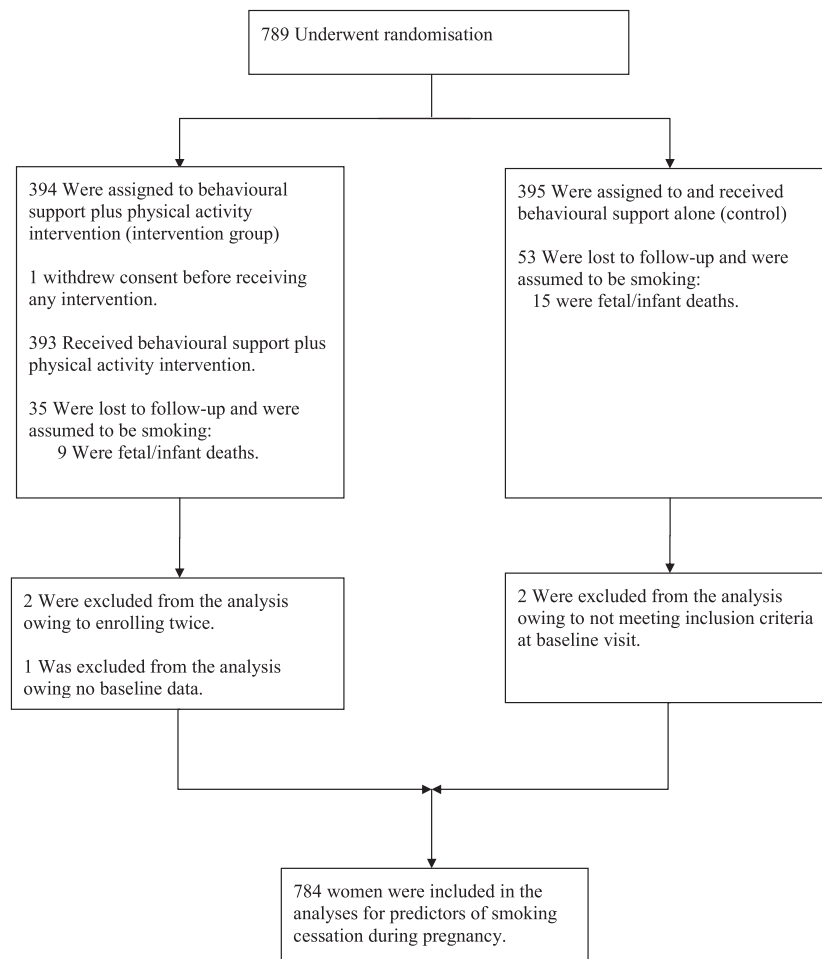 789 Underwent randomisation
394 Were assigned to behavioural
support plus physical activity
intervention (intervention group)
1 withdrew consent before receiving
any intervention.
393 Received behavioural support plus
physical activity intervention.
35 Were lost to follow-up and were
assumed to be smoking:
9 Were fetal/infant deaths.
395 Were assigned to and received
behavioural support alone (control)
53 Were lost to follow-up and were
assumed to be smoking:
15 were fetal/infant deaths.
2 Were excluded from the analysis
owing to enrolling twice.
1 Was excluded from the analysis
owing no baseline data.
2 Were excluded from the analysis
owing to not meeting inclusion criteria
at baseline visit.
784 women were included in the
analyses for predictors of smoking
cessation during pregnancy.